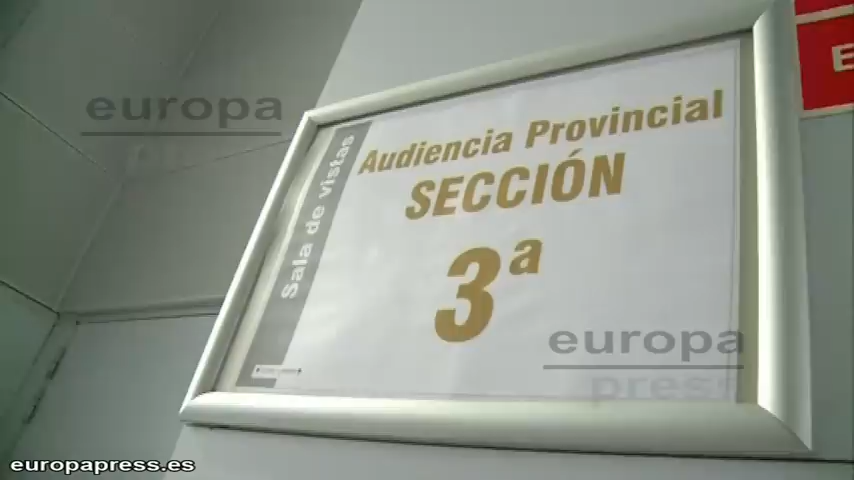 europa
Audiencia Provincial
SECCIÓN
3ª
Sala de vistas
E
europa
press
europapress.es